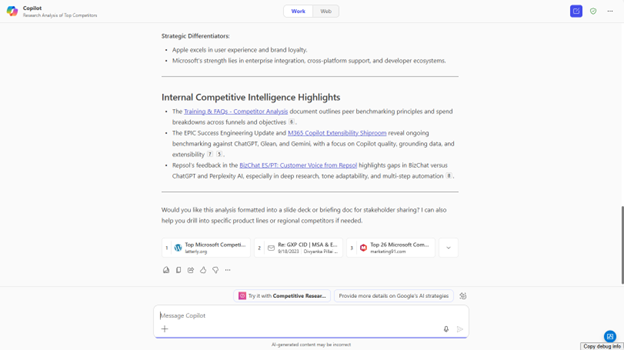 Copilot
Research Analysis of Top Competitors
Work
Web
Strategic Differentiators:
• Apple excels in user experience and brand loyalty.
• Microsoft's strength lies in enterprise integration, cross-platform support, and developer ecosystems.
Internal Competitive Intelligence Highlights
• The Training & FAQs - Competitor Analysis document outlines peer benchmarking principles and spend
breakdowns across funnels and objectives 6 .
• The EPIC Success Engineering Update and M365 Copilot Extensibility Shiproom reveal ongoing
benchmarking against ChatGPT, Glean, and Gemini, with a focus on Copilot quality, grounding data, and
extensibility 7 5 .
• Repsol's feedback in the BizChat ES/PT: Customer Voice from Repsol highlights gaps in BizChat versus
ChatGPT and Perplexity AI, especially in deep research, tone adaptability, and multi-step automation 8 .
Would you like this analysis formatted into a slide deck or briefing doc for stakeholder sharing? I can also
help you drill into specific product lines or regional competitors if needed.
1 Top Microsoft Competi...
latterly.org
2 Re: GXP CID | MSA & E...
9/18/2023
3 Top 26 Microsoft Com...
marketing91.com
Try it with Competitive Resear...
Provide more details on Google's AI strategies
Message Copilot
AI-generated content may be incorrect
Copy debug info